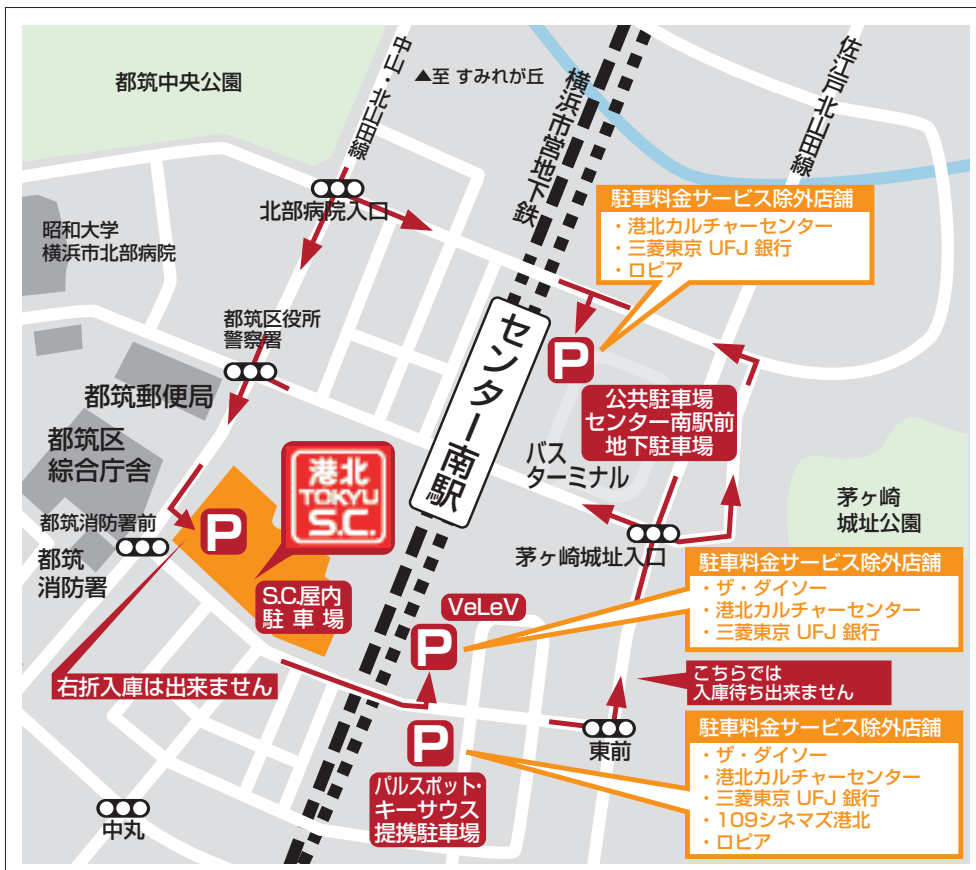 都筑中央公園
中山・北山田線
▲至 すみれが丘
横浜市営地下鉄
佐江戸北山田線
北部病院入口
昭和大学
横浜市北部病院
駐車料金サービス除外店舗
・港北カルチャーセンター
・三菱東京 UFJ 銀行
・ロピア
都筑区役所
警察署
P
センター南駅
公共駐車場
センター南駅前
地下駐車場
都筑郵便局
都筑区
綜合庁舎
港北
TOKYU
S.C.
バス
ターミナル
茅ヶ崎
城址公園
都筑消防署前
都筑
消防署
P
茅ヶ崎城址入口
S.C.屋内
駐車場
VeLeV
P
駐車料金サービス除外店舗
・ザ・ダイソー
・港北カルチャーセンター
・三菱東京 UFJ 銀行
右折入庫は出来ません
こちらでは
入庫待ち出来ません
P
東前
駐車料金サービス除外店舗
・ザ・ダイソー
・港北カルチャーセンター
・三菱東京 UFJ 銀行
・109シネマズ港北
・ロピア
パルスポット・
キーサウス
提携駐車場
中丸